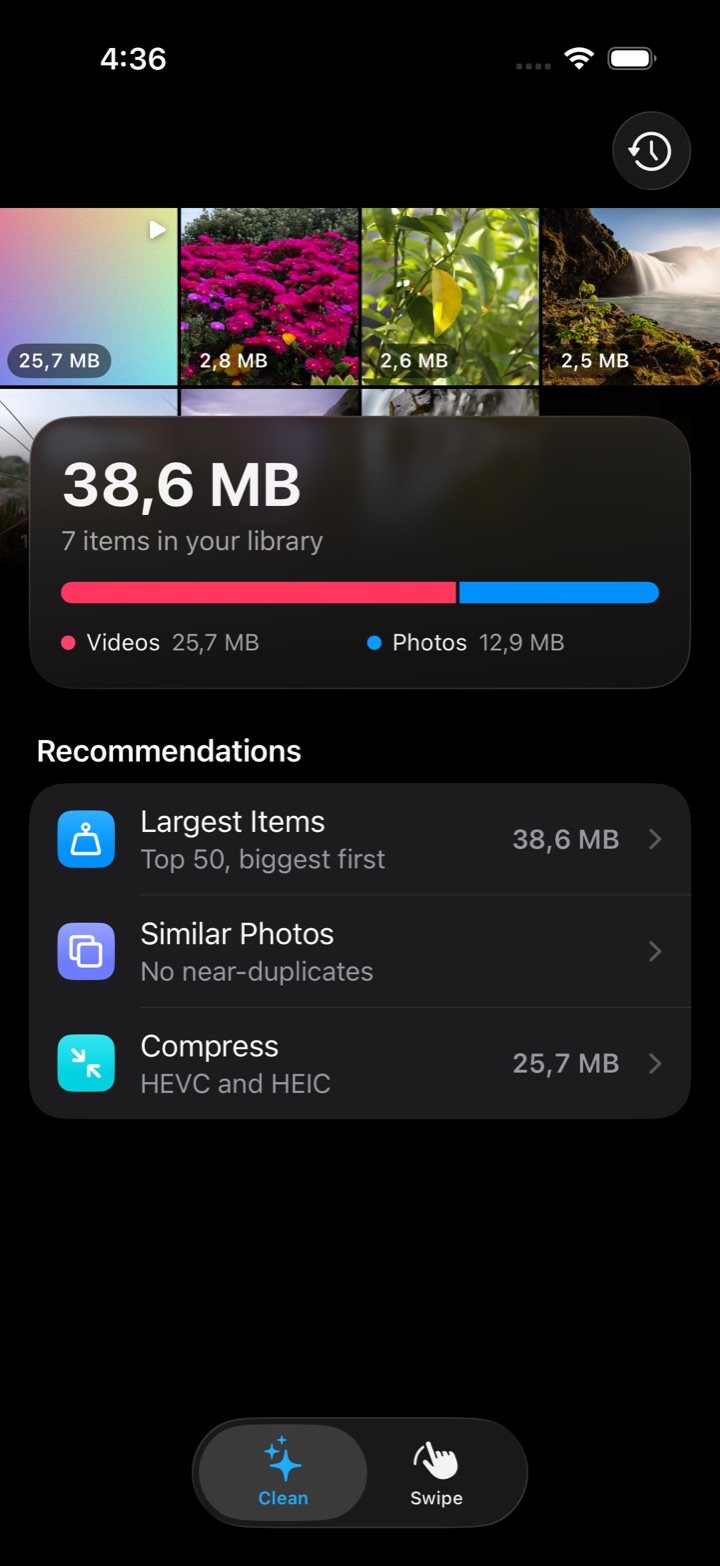 4:36
25,7 MB
2,8 MB
2,6 MB
2,5 MB
38,6 MB
7 items in your library
Videos 25,7 MB
Photos 12,9 MB
Recommendations
Largest Items
38,6 MB
Top 50, biggest first
Similar Photos
No near-duplicates
Compress
25,7 MB
HEVC and HEIC
Clean
Swipe